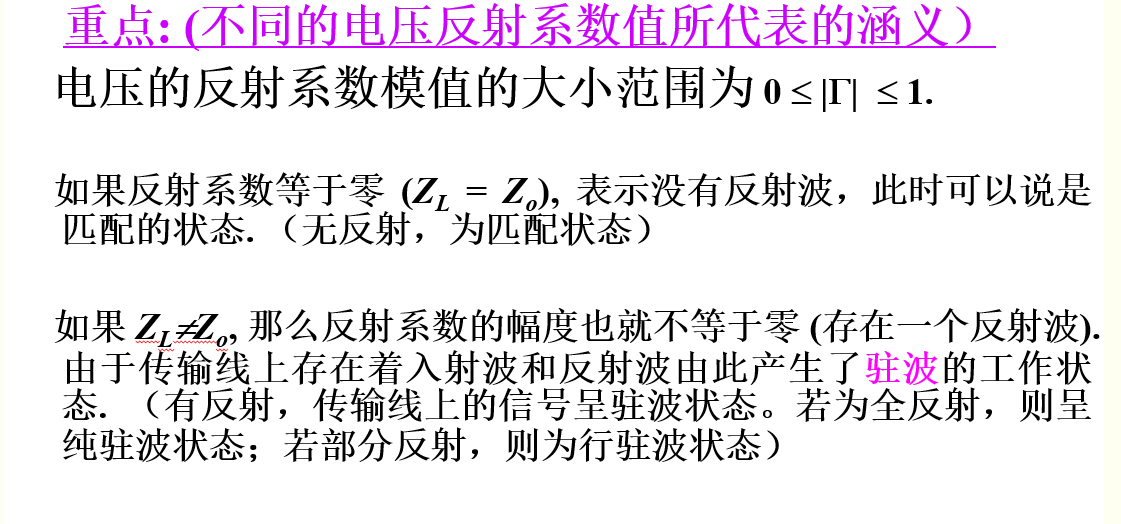 重点: (不同的电压反射系数值所代表的涵义）
电压的反射系数模值的大小范围为 0 ≤ |Γ| ≤ 1.
如果反射系数等于零 (Z_L = Z_o), 表示没有反射波，此时可以说是
匹配的状态. （无反射，为匹配状态）
如果 Z_L≠Z_o, 那么反射系数的幅度也就不等于零 (存在一个反射波).
由于传输线上存在着入射波和反射波由此产生了驻波的工作状
态. （有反射，传输线上的信号呈驻波状态。若为全反射，则呈
纯驻波状态；若部分反射，则为行驻波状态）